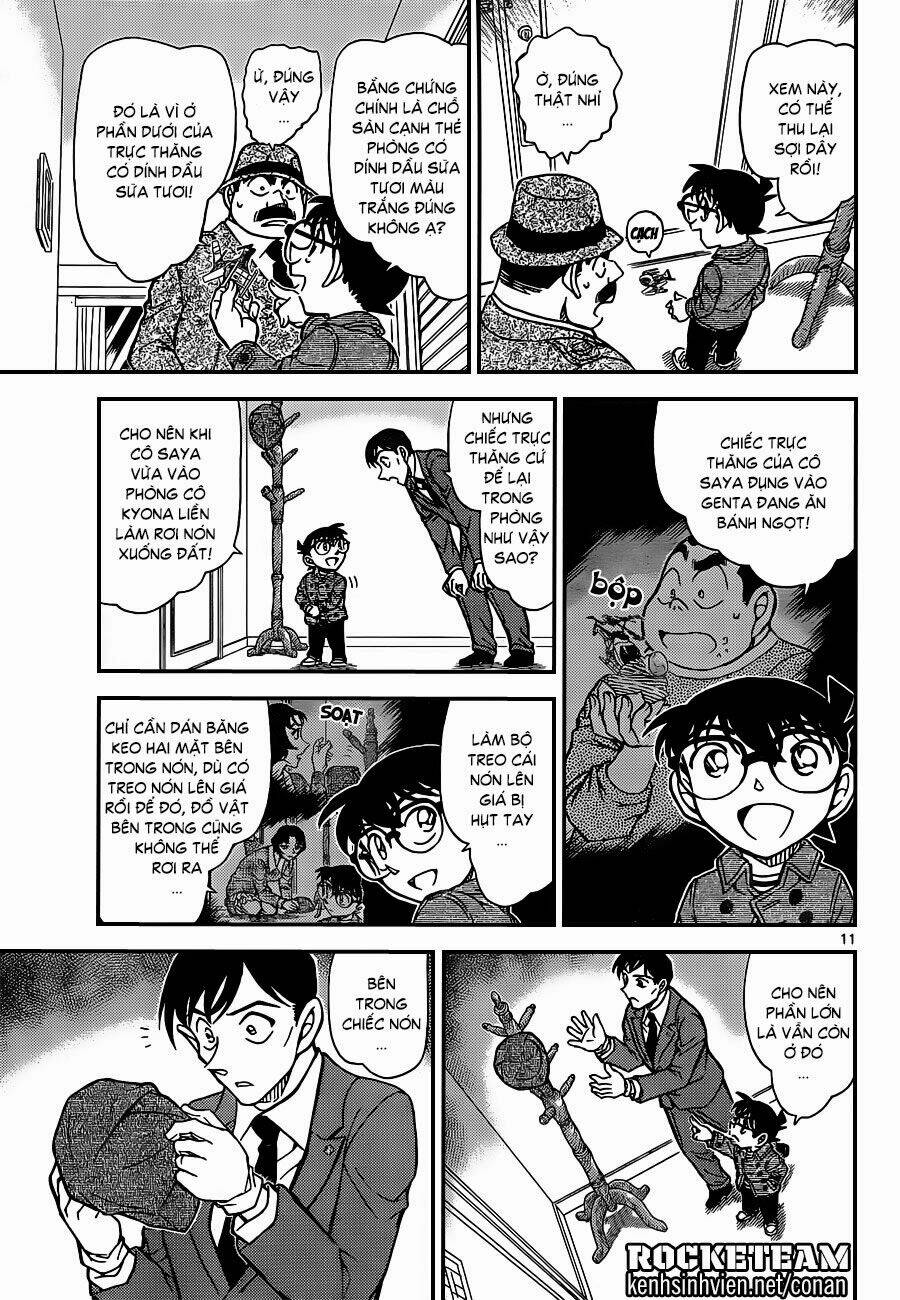 XEM NÀY,
CÓ THỂ
THU LẠI
SỢI DÂY
RỒI!
Ờ, ĐÚNG
THẬT NHỈ
...
CẠCH
BẰNG CHỨNG
CHÍNH LÀ CHỖ
SÀN CẠNH THẺ
PHÒNG CÓ
DÍNH DẦU SỮA
TƯƠI MÀU
TRẮNG ĐÚNG
KHÔNG Ạ?
Ừ, ĐÚNG
VẬY
...
ĐÓ LÀ VÌ Ở
PHẦN DƯỚI CỦA
TRỰC THĂNG
CÓ DÍNH DẦU
SỮA TƯƠI!
CHIẾC TRỰC
THĂNG CỦA CÔ
SAYA ĐỤNG VÀO
GENTA ĐANG ĂN
BÁNH NGỌT!
bộp
NHƯNG
CHIẾC TRỰC
THĂNG CỨ
ĐỂ LẠI
TRONG
PHÒNG
NHƯ VẬY
SAO?
CHO NÊN KHI
CÔ SAYA
VỪA VÀO
PHÒNG CÔ
KYONA LIỀN
LÀM RƠI NÓN
XUỐNG ĐẤT!
LÀM BỘ
TREO CÁI
NÓN LÊN
GIÁ BỊ
HỤT TAY
SOẠT
CHỈ CẦN DÁN BĂNG
KEO HAI MẶT BÊN
TRONG NÓN, DÙ CÓ
TREO NÓN LÊN GIÁ
RỒI ĐỂ ĐÓ, ĐỒ VẬT
BÊN TRONG CŨNG
KHÔNG THỂ
RƠI RA
...
11
CHO NÊN
PHẦN LỚN
LÀ VẪN CÒN
Ở ĐÓ
...
BÊN
TRONG
CHIẾC NÓN
...
ROCKETEAM
kenhsinhvien.net/conan